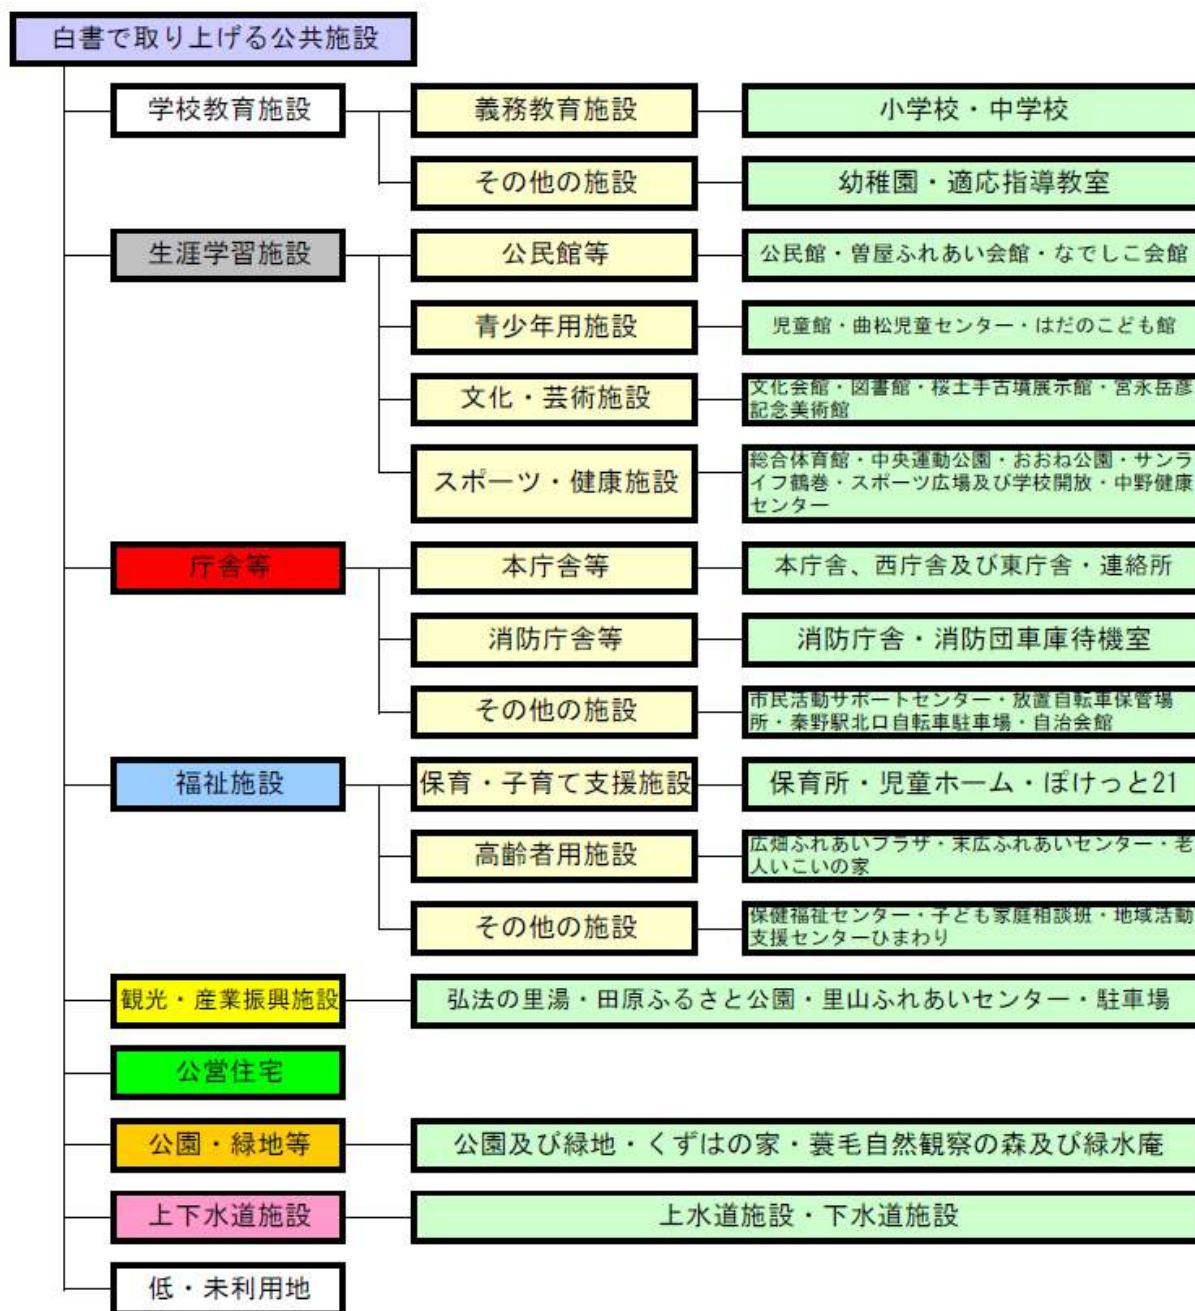 白書で取り上げる公共施設
学校教育施設
義務教育施設
小学校・中学校
その他の施設
幼稚園・適応指導教室
生涯学習施設
公民館等
公民館・曽屋ふれあい会館・なでしこ会館
青少年用施設
児童館・曲松児童センター・はだのこども館
文化・芸術施設
文化会館・図書館・桜土手古墳展示館・宮永岳彦
記念美術館
スポーツ・健康施設
総合体育館・中央運動公園・おおね公園・サンラ
イフ鶴巻・スポーツ広場及び学校開放・中野健康
センター
庁舎等
本庁舎等
本庁舎、西庁舎及び東庁舎・連絡所
消防庁舎等
消防庁舎・消防団車庫待機室
その他の施設
市民活動サポートセンター・放置自転車保管場
所・秦野駅北口自転車駐車場・自治会館
福祉施設
保育・子育て支援施設
保育所・児童ホーム・ぽけっと21
高齢者用施設
広畑ふれあいプラザ・末広ふれあいセンター・老
人いこいの家
その他の施設
保健福祉センター・子ども家庭相談班・地域活動
支援センターひまわり
観光・産業振興施設
弘法の里湯・田原ふるさと公園・里山ふれあいセンター・駐車場
公営住宅
公園・緑地等
公園及び緑地・くずはの家・蓑毛自然観察の森及び緑水庵
上下水道施設
上水道施設・下水道施設
低・未利用地